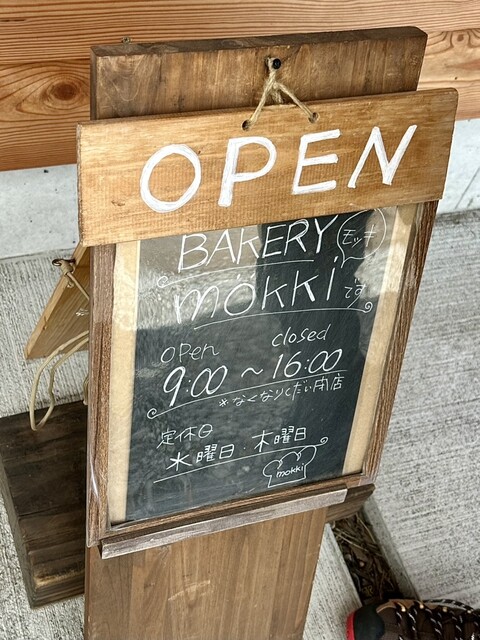 OPEN
BAKERY モッキ
mökki です
open closed
9:00 ~ 16:00
*なくなりしだい閉店
定休日
水曜日・木曜日
mökki